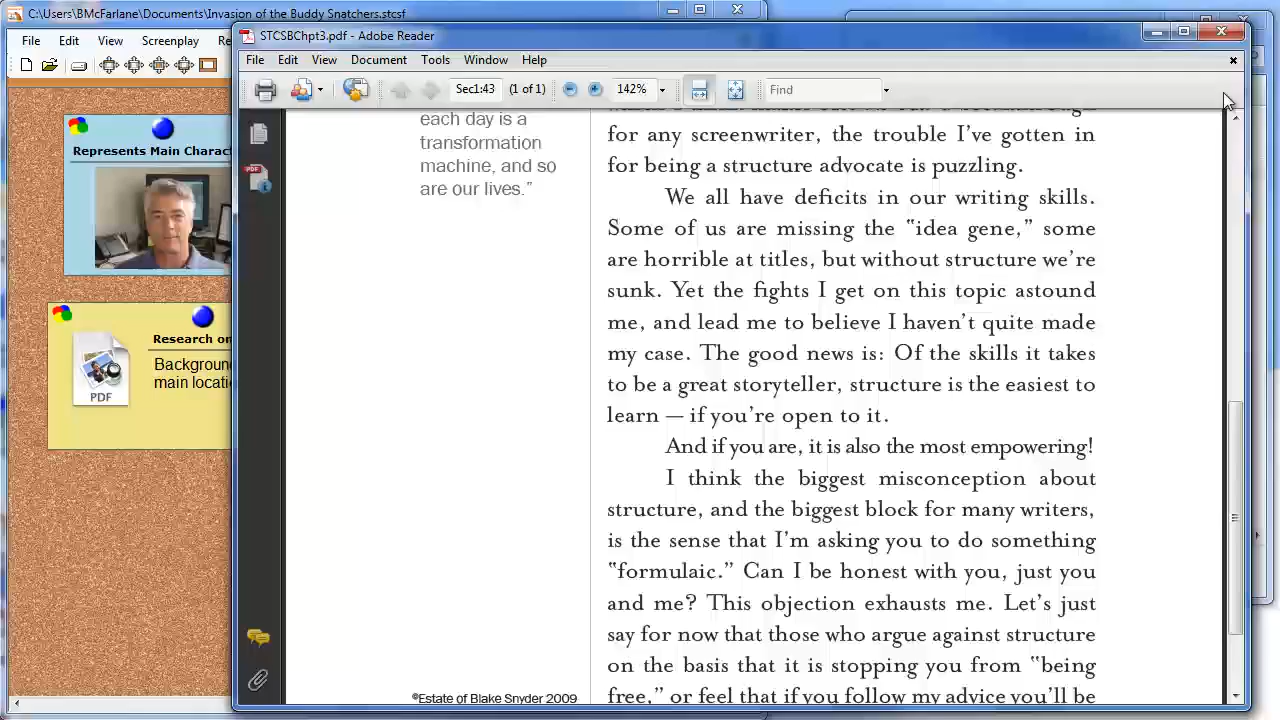 C:\Users\BMcFarlane\Documents\Invasion of the Buddy Snatchers.stcsf
File Edit View Screenplay
Represents Main Charac
Research on
Background
main locati
PDF
STCSBChpt3.pdf - Adobe Reader
File Edit View Document Tools Window Help
Sec1:43 (1 of 1) 142% Find
PDF
each day is a
transformation
machine, and so
are our lives.”
for any screenwriter, the trouble I’ve gotten in
for being a structure advocate is puzzling.
We all have deficits in our writing skills.
Some of us are missing the “idea gene,” some
are horrible at titles, but without structure we’re
sunk. Yet the fights I get on this topic astound
me, and lead me to believe I haven’t quite made
my case. The good news is: Of the skills it takes
to be a great storyteller, structure is the easiest to
learn — if you’re open to it.
And if you are, it is also the most empowering!
I think the biggest misconception about
structure, and the biggest block for many writers,
is the sense that I’m asking you to do something
“formulaic.” Can I be honest with you, just you
and me? This objection exhausts me. Let’s just
say for now that those who argue against structure
on the basis that it is stopping you from “being
free,” or feel that if you follow my advice you’ll be
©Estate of Blake Snyder 2009